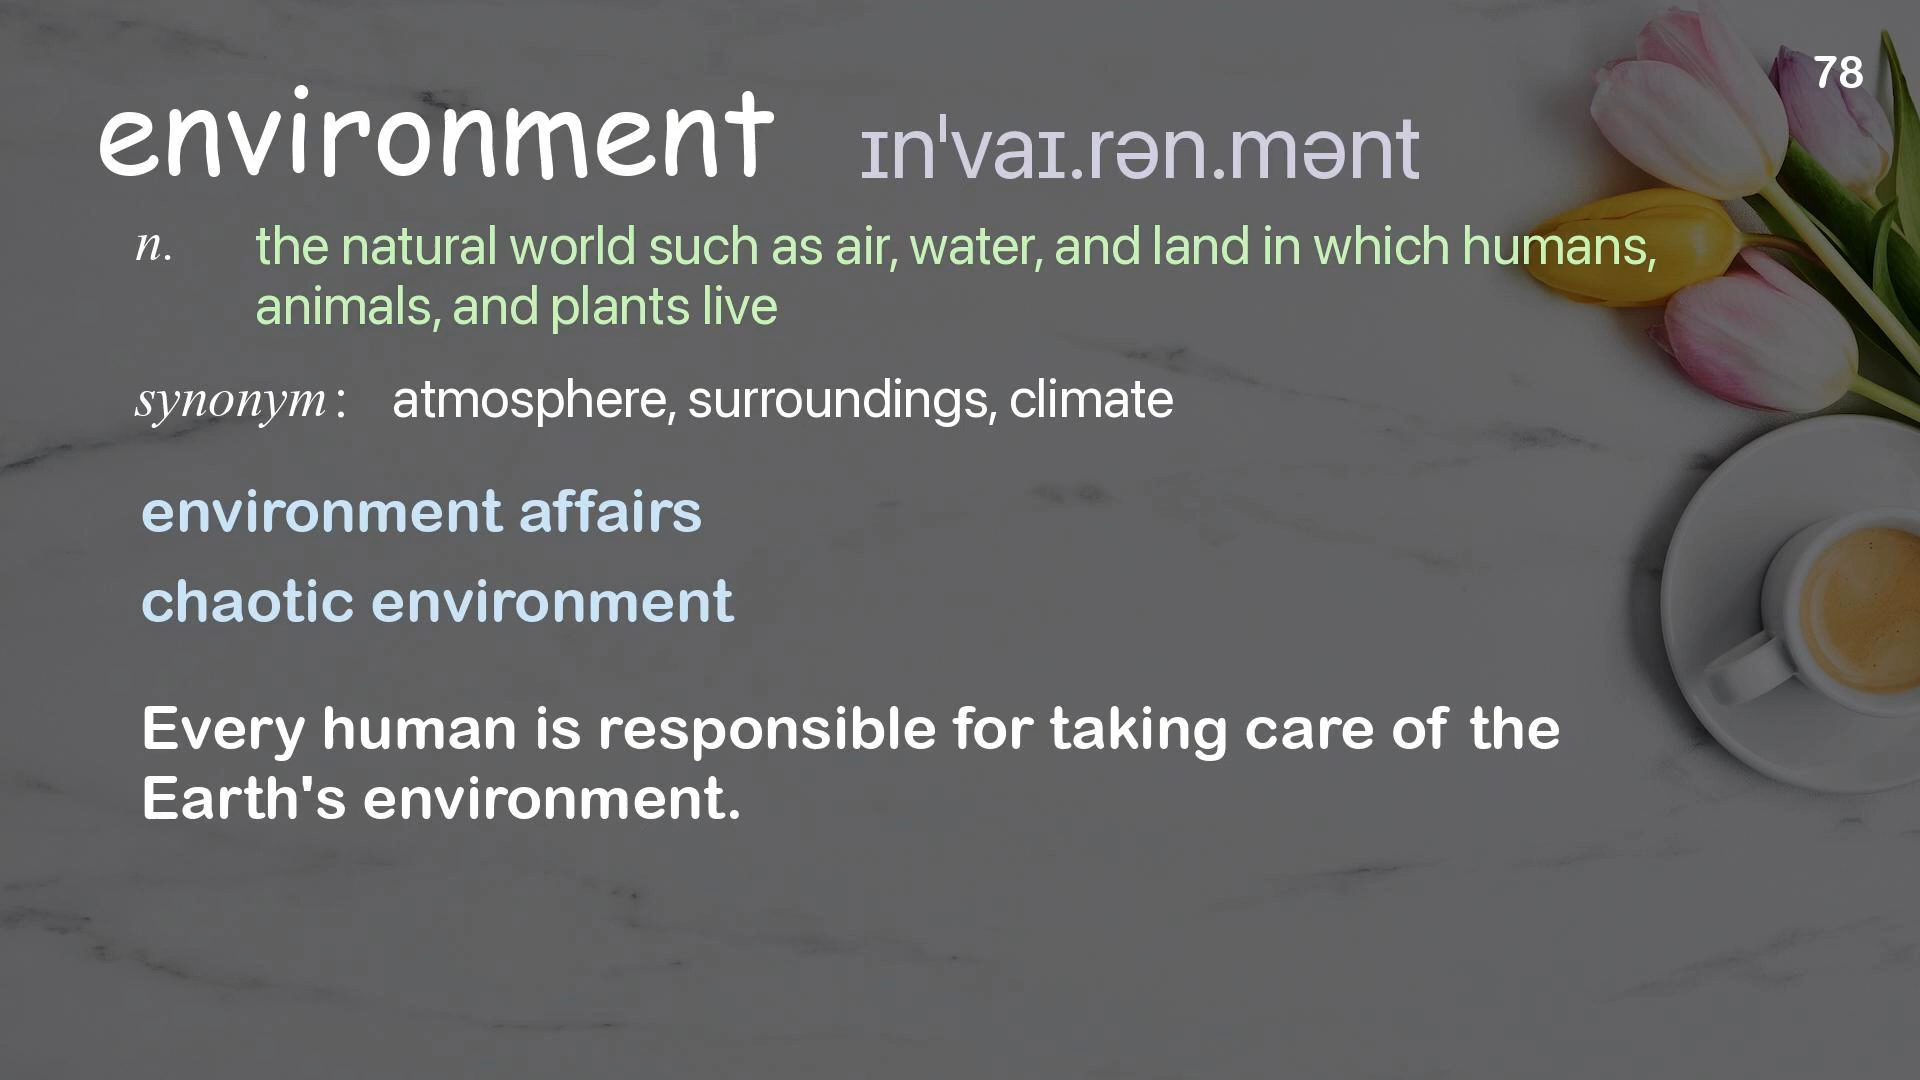 78
environment ɪnˈvaɪ.rən.mənt
n. the natural world such as air, water, and land in which humans,
animals, and plants live
synonym : atmosphere, surroundings, climate
environment affairs
chaotic environment
Every human is responsible for taking care of the
Earth's environment.